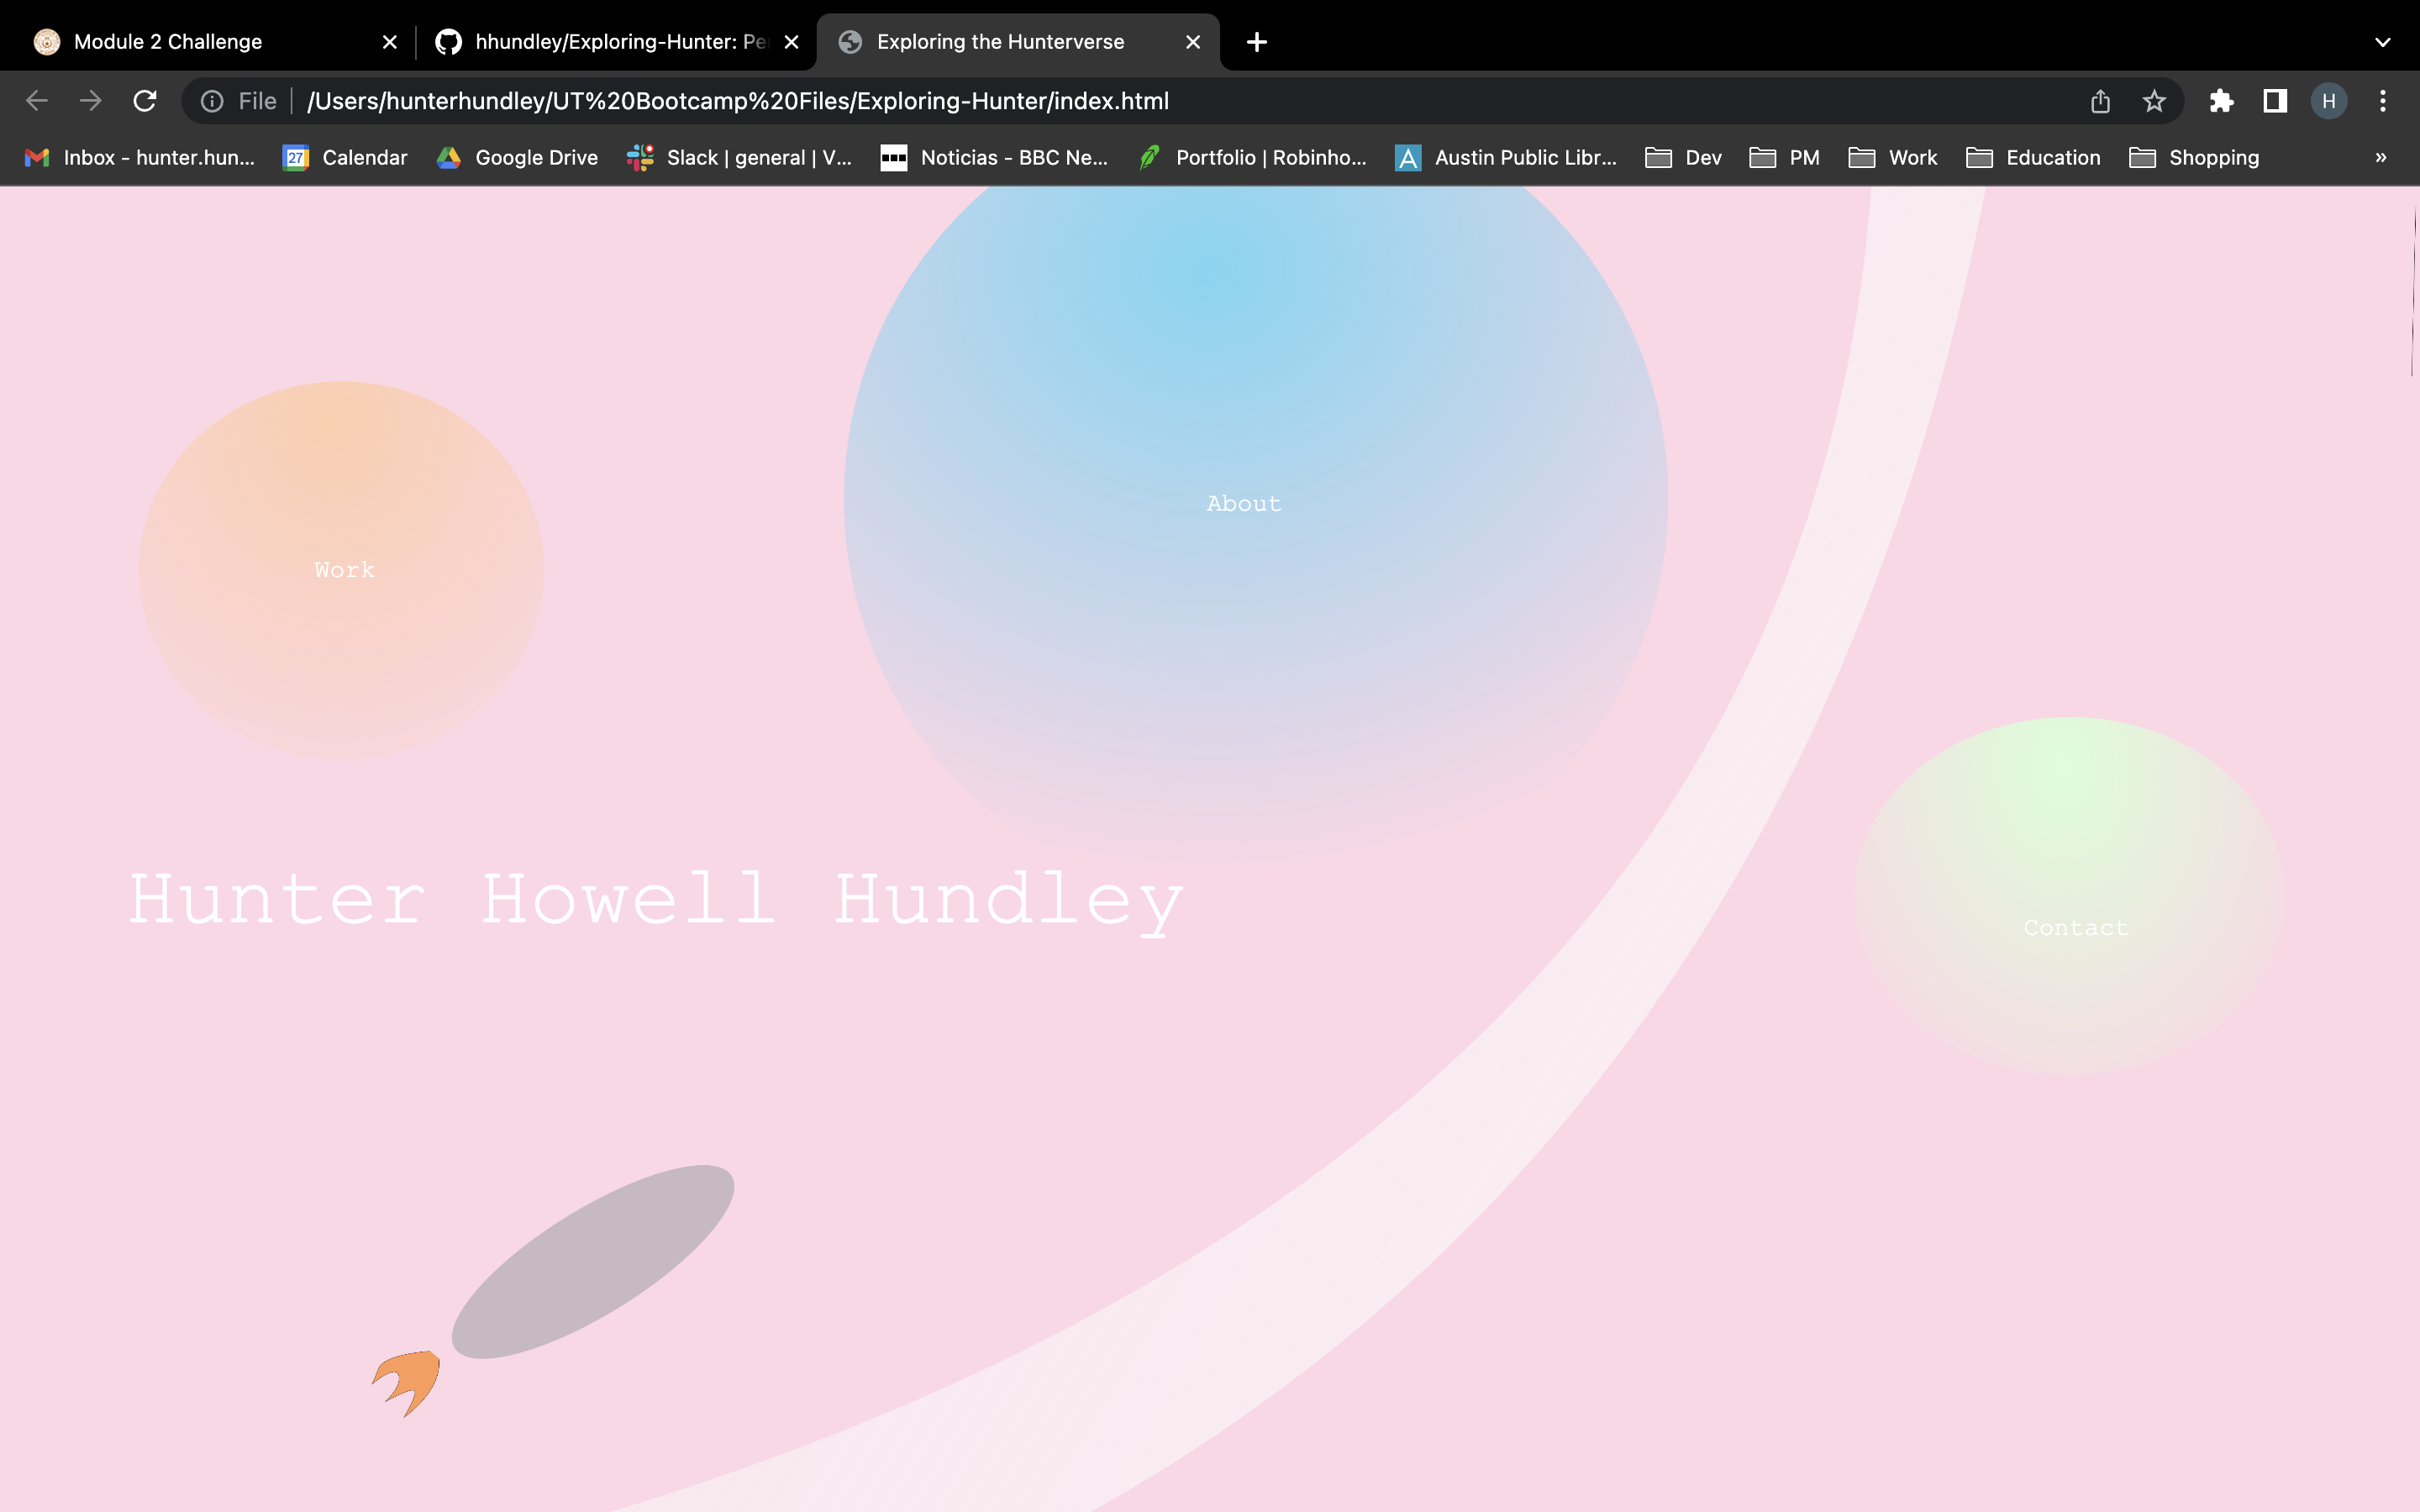 Module 2 Challenge
hhundley/Exploring-Hunter: Pe
Exploring the Hunterverse
File
/Users/hunterhundley/UT%20Bootcamp%20Files/Exploring-Hunter/index.html
H
Inbox - hunter.hun...
27
Calendar
Google Drive
Slack | general | V...
Noticias - BBC Ne...
Portfolio | Robinho...
A
Austin Public Libr...
Dev
PM
Work
Education
Shopping
»
About
Work
Hunter Howell Hundley
Contact